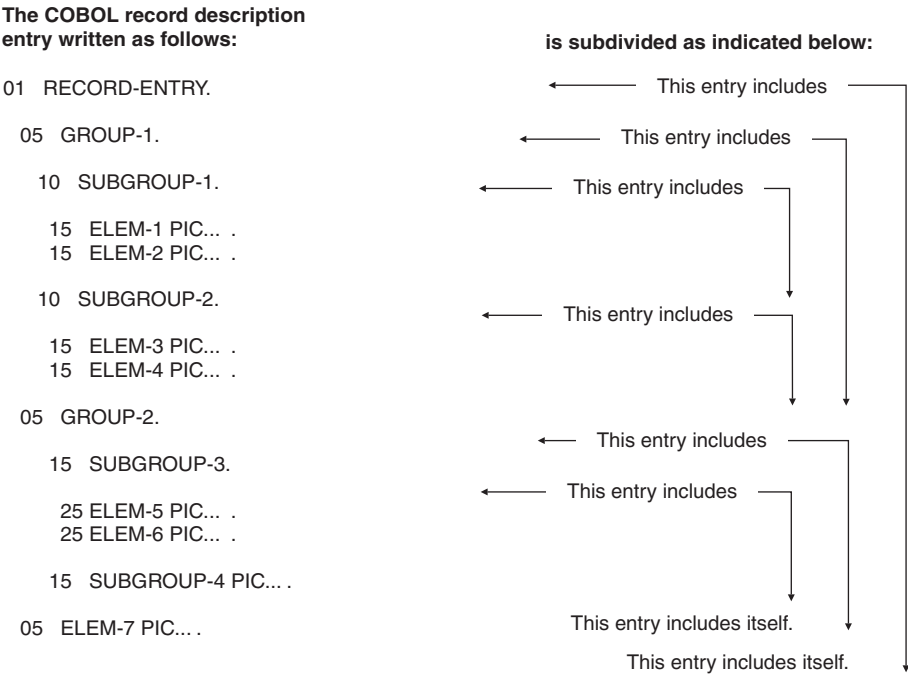 The COBOL record description
entry written as follows:
is subdivided as indicated below:
01 RECORD-ENTRY.
This entry includes
05 GROUP-1.
This entry includes
10 SUBGROUP-1.
This entry includes
15 ELEM-1 PIC... .
15 ELEM-2 PIC... .
10 SUBGROUP-2.
This entry includes
15 ELEM-3 PIC... .
15 ELEM-4 PIC... .
05 GROUP-2.
This entry includes
15 SUBGROUP-3.
This entry includes
25 ELEM-5 PIC... .
25 ELEM-6 PIC... .
15 SUBGROUP-4 PIC... .
This entry includes itself.
05 ELEM-7 PIC... .
This entry includes itself.